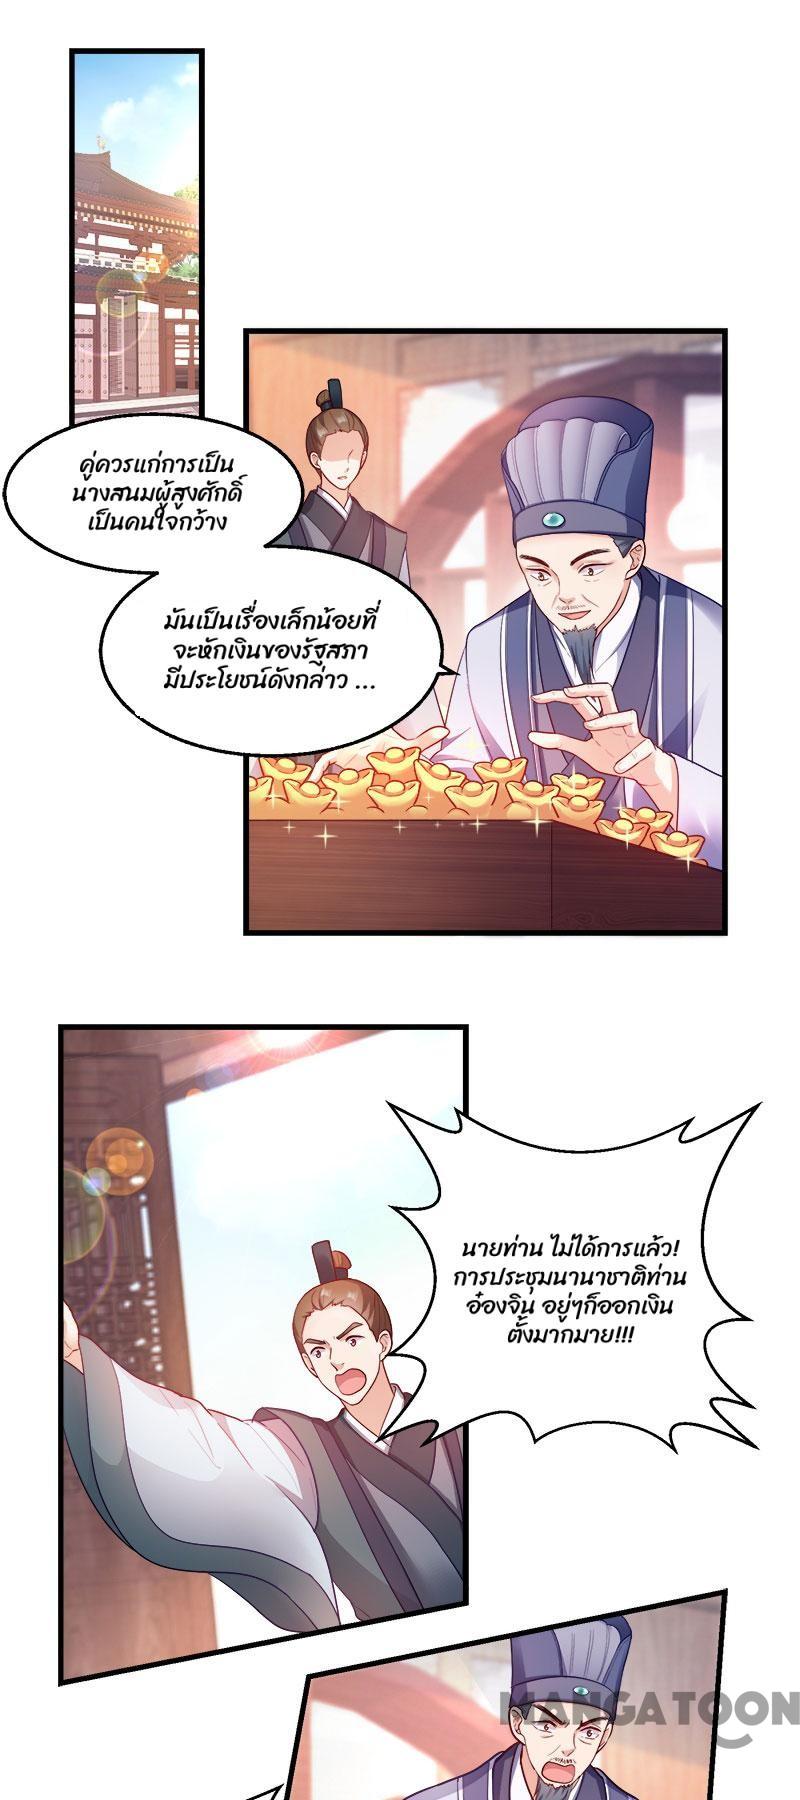 คู่ควรแก่การเป็น
นางสนมผู้สูงศักดิ์
เป็นคนใจกว้าง
มันเป็นเรื่องเล็กน้อยที่
จะหักเงินของรัฐสภา
มีประโยชน์ดังกล่าว ...
นายท่าน ไม่ได้การแล้ว!
การประชุมนานาชาติท่าน
อ๋องจิน อยู่ๆก็ออกเงิน
ตั้งมากมาย!!!
MANGATOON